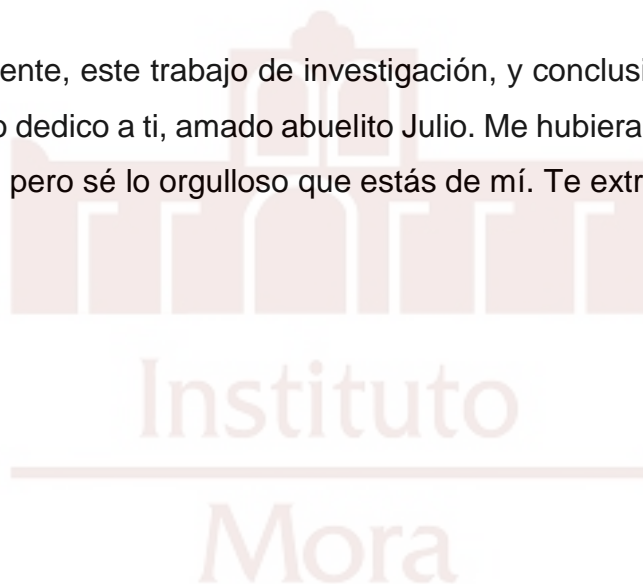 ente, este trabajo de investigación, y conclusi
dedico a ti, amado abuelito Julio. Me hubiera
pero sé lo orgulloso que estás de mí. Te extr
Instituto
Mora